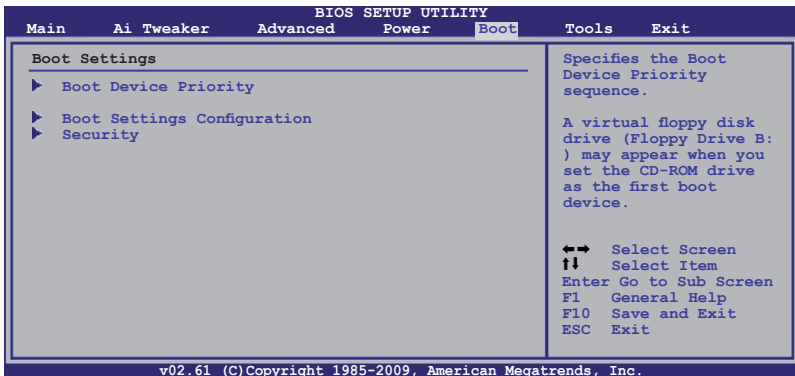 BIOS SETUP UTILITY
Main Ai Tweaker Advanced Power Boot Tools Exit
Boot Settings
Boot Device Priority
Boot Settings Configuration
Security
Specifies the Boot
Device Priority
sequence.
A virtual floppy disk
drive (Floppy Drive B:
) may appear when you
set the CD-ROM drive
as the first boot
device.
←→ Select Screen
↑↓ Select Item
Enter Go to Sub Screen
F1 General Help
F10 Save and Exit
ESC Exit
v02.61 (C)Copyright 1985-2009, American Megatrends, Inc.